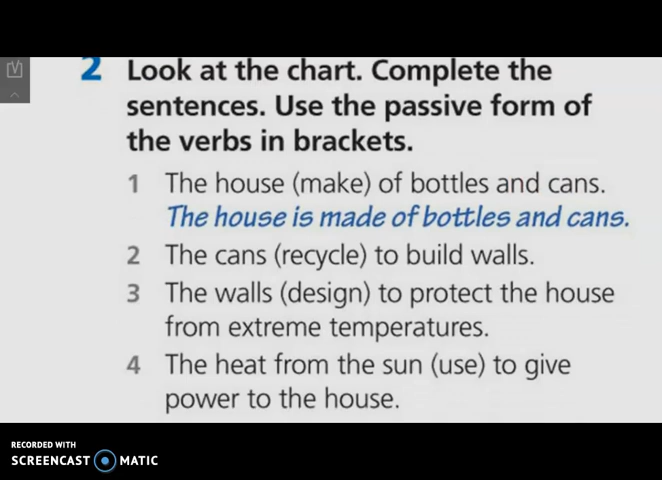 2 Look at the chart. Complete the
sentences. Use the passive form of
the verbs in brackets.
1 The house (make) of bottles and cans.
The house is made of bottles and cans.
2 The cans (recycle) to build walls.
3 The walls (design) to protect the house
from extreme temperatures.
4 The heat from the sun (use) to give
power to the house.
RECORDED WITH
SCREENCAST MATIC